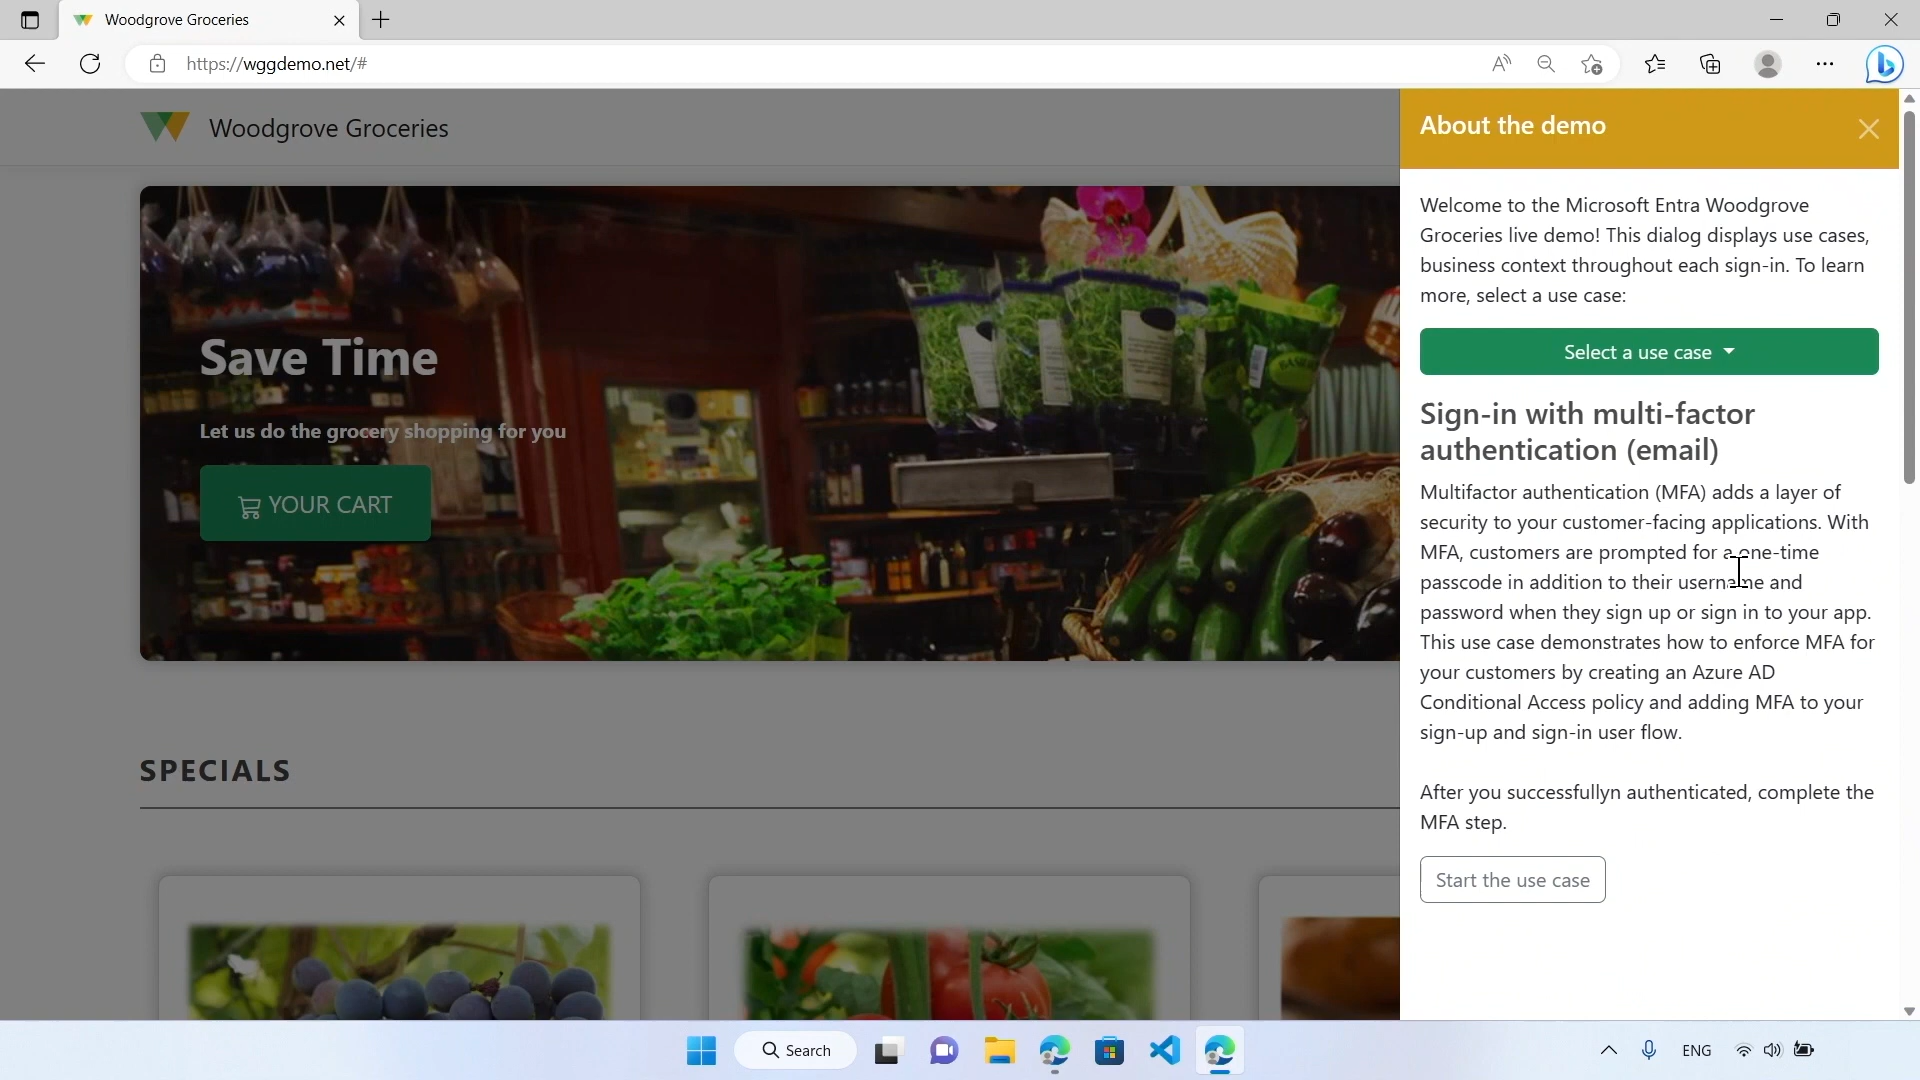 Woodgrove Groceries
https://wggdemo.net/#
Woodgrove Groceries
Save Time
Let us do the grocery shopping for you
YOUR CART
SPECIALS
About the demo
Welcome to the Microsoft Entra Woodgrove
Groceries live demo! This dialog displays use cases,
business context throughout each sign-in. To learn
more, select a use case:
Select a use case
Sign-in with multi-factor
authentication (email)
Multifactor authentication (MFA) adds a layer of
security to your customer-facing applications. With
MFA, customers are prompted for a one-time
passcode in addition to their username and
password when they sign up or sign in to your app.
This use case demonstrates how to enforce MFA for
your customers by creating an Azure AD
Conditional Access policy and adding MFA to your
sign-up and sign-in user flow.
After you successfullyn authenticated, complete the
MFA step.
Start the use case
Search
ENG